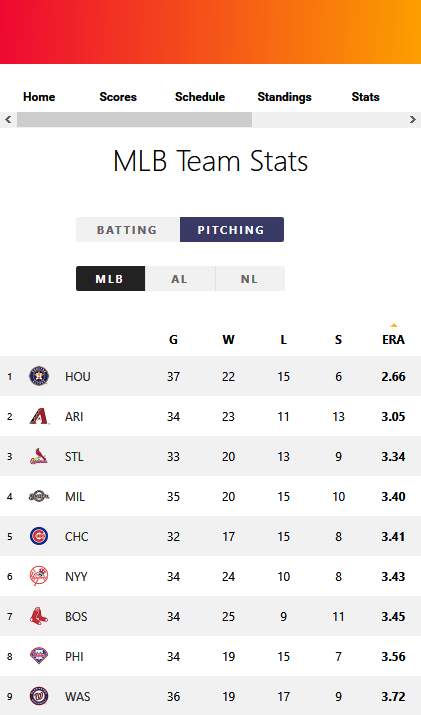 Home Scores Schedule Standings Stats
MLB Team Stats
BATTING PITCHING
MLB AL NL
G W L S ERA
1 HOU 37 22 15 6 2.66
2 ARI 34 23 11 13 3.05
3 STL 33 20 13 9 3.34
4 MIL 35 20 15 10 3.40
5 CHC 32 17 15 8 3.41
6 NYY 34 24 10 8 3.43
7 BOS 34 25 9 11 3.45
8 PHI 34 19 15 7 3.56
9 WAS 36 19 17 9 3.72